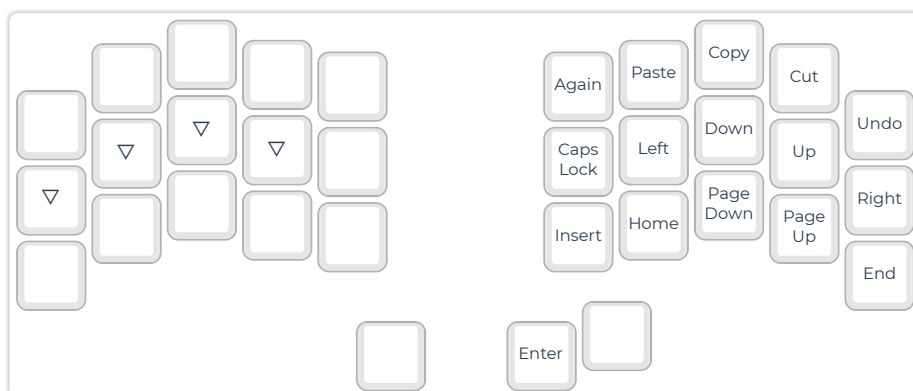 Again
Paste
Copy
Cut
Undo
Caps
Lock
Left
Down
Up
Right
Insert
Home
Page
Down
Page
Up
End
Enter